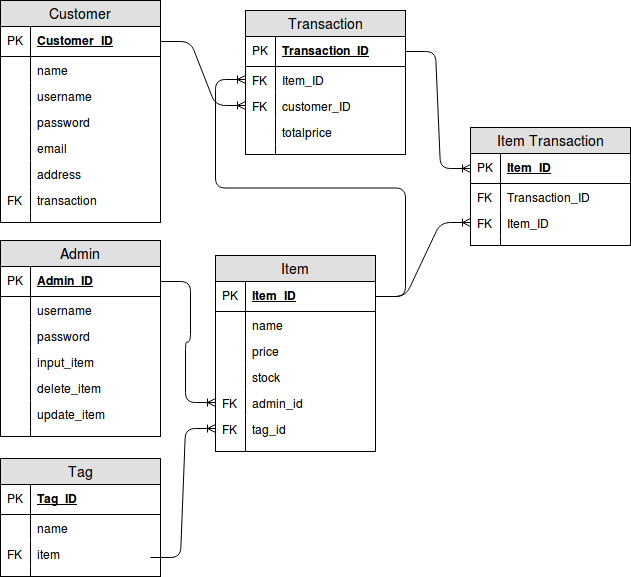 Customer
PK Customer_ID
name
username
password
email
address
FK transaction
Transaction
PK Transaction_ID
FK Item_ID
FK customer_ID
totalprice
Item Transaction
PK Item_ID
FK Transaction_ID
FK Item_ID
Admin
PK Admin_ID
username
password
input_item
delete_item
update_item
Item
PK Item_ID
name
price
stock
FK admin_id
FK tag_id
Tag
PK Tag_ID
name
FK item